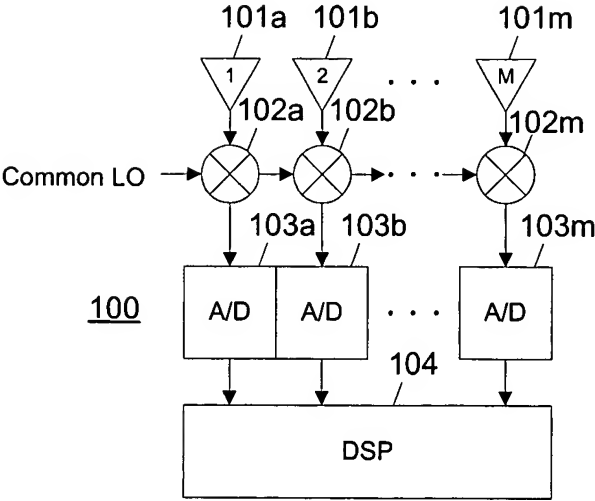 101a 101b 101m
1 2 . . . M
102a 102b 102m
Common LO . . .
103a 103b 103m
100 A/D A/D . . . A/D
104
DSP